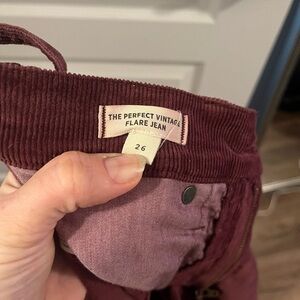 THE PERFECT VINTAGE
FLARE JEAN
26